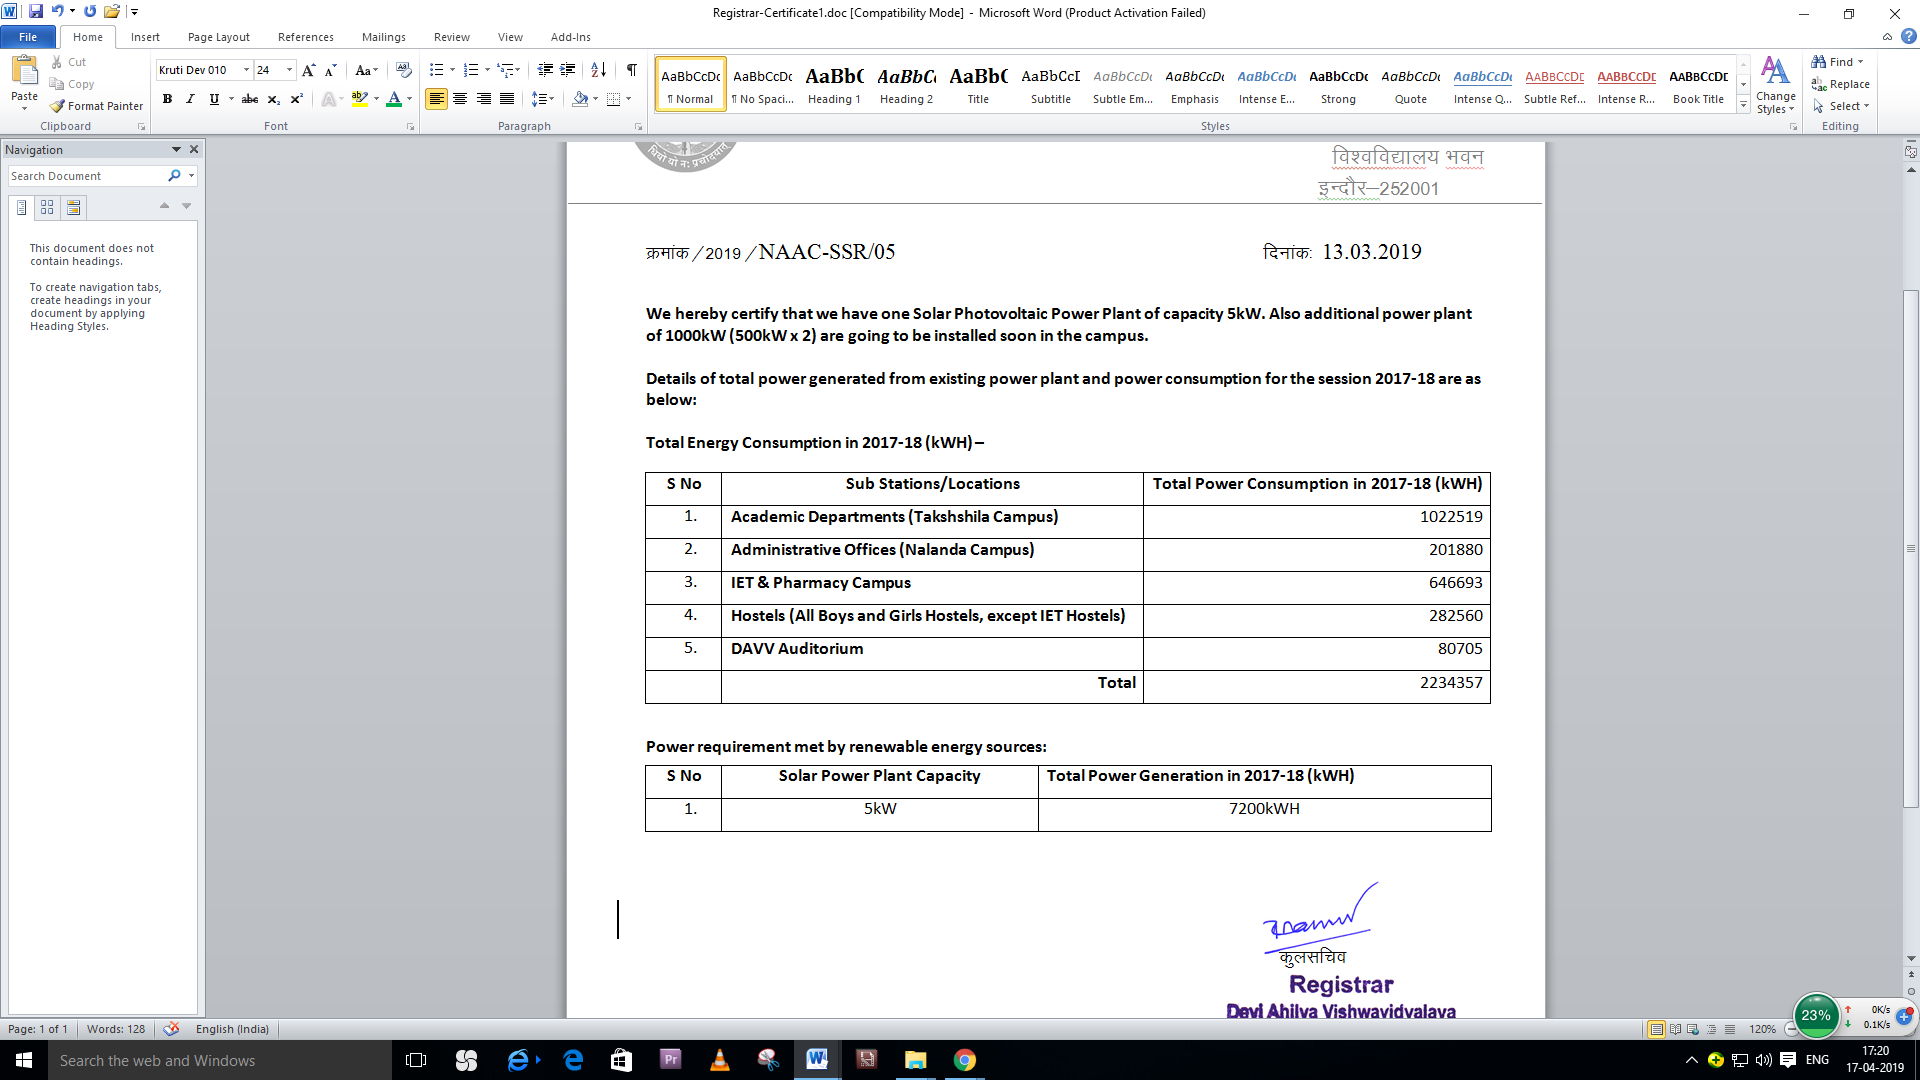 Registrar-Certificate1.doc [Compatibility Mode] - Microsoft Word (Product Activation Failed)
File Home Insert Page Layout References Mailings Review View Add-Ins
Paste
Cut
Copy
Format Painter
Clipboard
Kruti Dev 010 24
Font
Paragraph
AaBbCcDc AaBbCcDc AaBbC AaBbCc AaBbC AaBbCcI AaBbCcDc AaBbCcDc AaBbCcDc AaBbCcDc AaBbCcDc AaBbCcDc AABBCCDE AABBCCDE AABBCCDE
¶ Normal ¶ No Spaci... Heading 1 Heading 2 Title Subtitle Subtle Em... Emphasis Intense E... Strong Quote Intense Q... Subtle Ref... Intense R... Book Title
Change Styles
Styles
Find
Replace
Select
Editing
Navigation
Search Document
This document does not
contain headings.
To create navigation tabs,
create headings in your
document by applying
Heading Styles.
धियो यो नः प्रचोदयात्
विश्वविद्यालय भवन
इन्दौर–252001
क्रमांक / 2019 / NAAC-SSR/05 दिनांक: 13.03.2019
We hereby certify that we have one Solar Photovoltaic Power Plant of capacity 5kW. Also additional power plant
of 1000kW (500kW x 2) are going to be installed soon in the campus.
Details of total power generated from existing power plant and power consumption for the session 2017-18 are as
below:
Total Energy Consumption in 2017-18 (kWH) –
S No Sub Stations/Locations Total Power Consumption in 2017-18 (kWH)
1. Academic Departments (Takshshila Campus) 1022519
2. Administrative Offices (Nalanda Campus) 201880
3. IET & Pharmacy Campus 646693
4. Hostels (All Boys and Girls Hostels, except IET Hostels) 282560
5. DAVV Auditorium 80705
Total 2234357
Power requirement met by renewable energy sources:
S No Solar Power Plant Capacity Total Power Generation in 2017-18 (kWH)
1. 5kW 7200kWH
कुलसचिव
Registrar
Devi Ahilya Vishwavidyalaya
Page: 1 of 1 Words: 128 English (India) 120%
23% 0K/s
0.1K/s
Search the web and Windows
ENG 17:20
17-04-2019